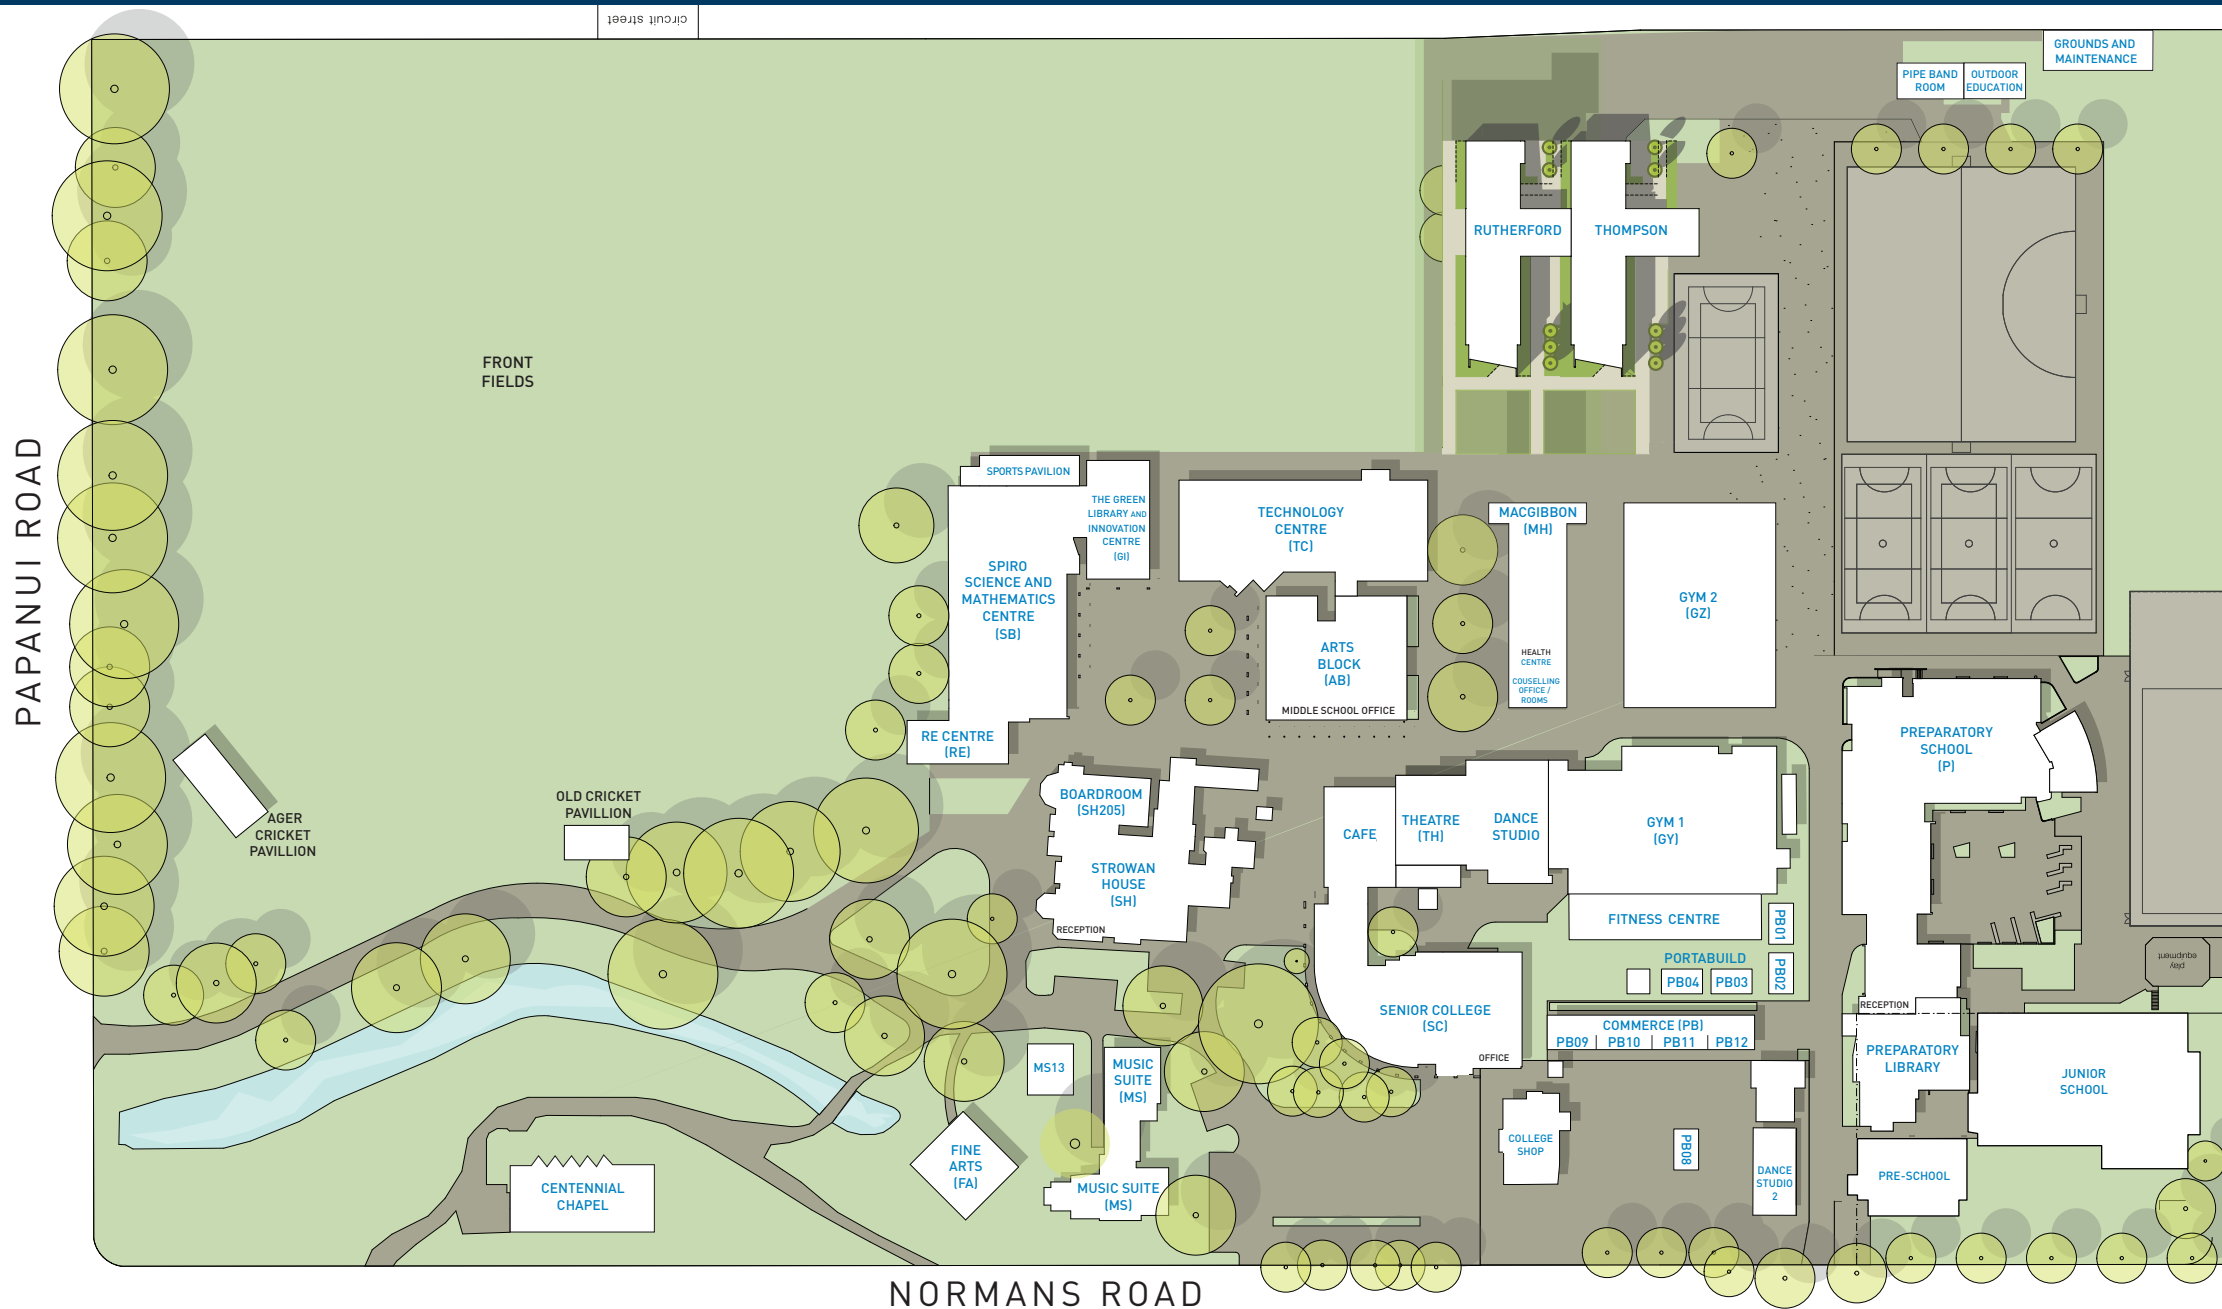 circuit street
GROUNDS AND
MAINTENANCE
PIPE BAND
ROOM
OUTDOOR
EDUCATION
RUTHERFORD
THOMPSON
FRONT
FIELDS
PAPANUI ROAD
SPORTS PAVILION
THE GREEN
LIBRARY AND
INNOVATION
CENTRE
(GI)
TECHNOLOGY
CENTRE
(TC)
MACGIBBON
(MH)
SPIRO
SCIENCE AND
MATHEMATICS
CENTRE
(SB)
GYM 2
(GZ)
ARTS
BLOCK
(AB)
MIDDLE SCHOOL OFFICE
HEALTH
CENTRE
COUSELLING
OFFICE /
ROOMS
RE CENTRE
(RE)
PREPARATORY
SCHOOL
(P)
AGER
CRICKET
PAVILLION
OLD CRICKET
PAVILLION
BOARDROOM
(SH205)
CAFE
THEATRE
(TH)
DANCE
STUDIO
GYM 1
(GY)
STROWAN
HOUSE
(SH)
RECEPTION
FITNESS CENTRE
PB01
PORTABUILD
PB04
PB03
PB02
play
equipment
SENIOR COLLEGE
(SC)
OFFICE
COMMERCE (PB)
PB09
PB10
PB11
PB12
RECEPTION
PREPARATORY
LIBRARY
JUNIOR
SCHOOL
MS13
MUSIC
SUITE
(MS)
FINE
ARTS
(FA)
COLLEGE
SHOP
PB08
DANCE
STUDIO
2
PRE-SCHOOL
CENTENNIAL
CHAPEL
MUSIC SUITE
(MS)
NORMANS ROAD